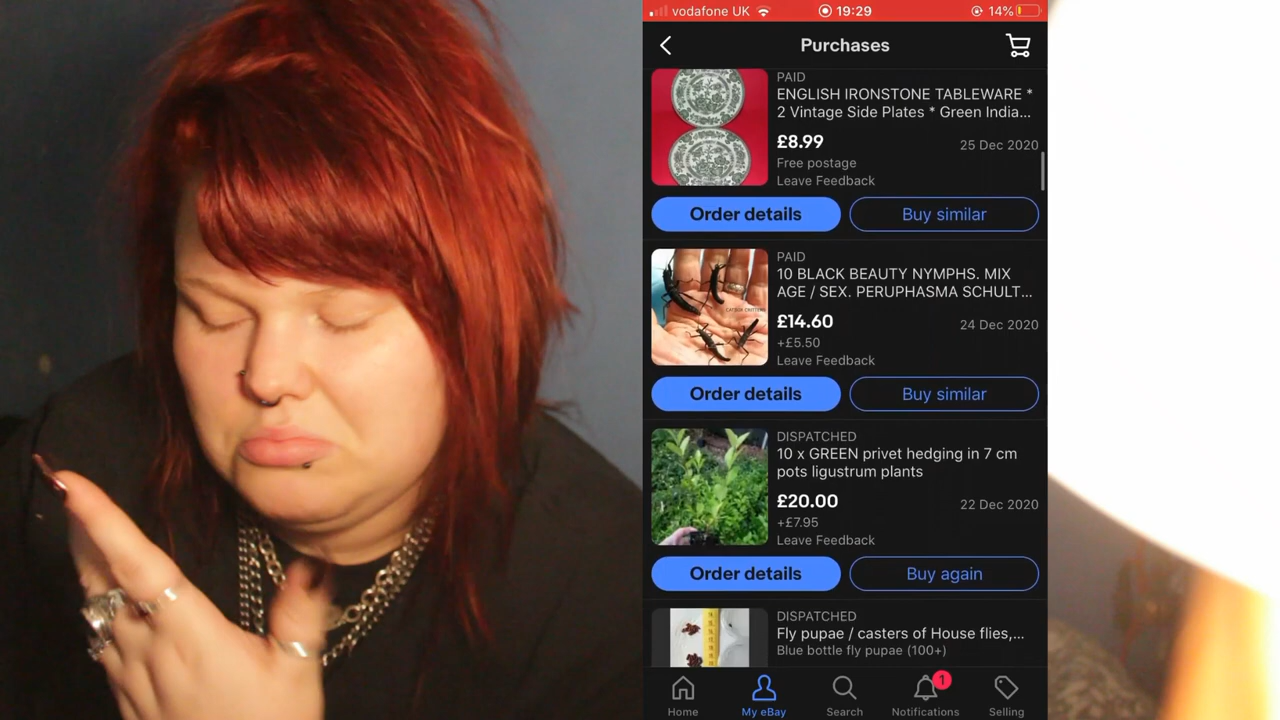 vodafone UK
19:29
14%
Purchases
PAID
ENGLISH IRONSTONE TABLEWARE *
2 Vintage Side Plates * Green India...
£8.99
25 Dec 2020
Free postage
Leave Feedback
Order details
Buy similar
PAID
10 BLACK BEAUTY NYMPHS. MIX
AGE / SEX. PERUPHASMA SCHULT...
£14.60
24 Dec 2020
+£5.50
Leave Feedback
Order details
Buy similar
DISPATCHED
10 x GREEN privet hedging in 7 cm
pots ligustrum plants
£20.00
22 Dec 2020
+£7.95
Leave Feedback
Order details
Buy again
DISPATCHED
Fly pupae / casters of House flies,...
Blue bottle fly pupae (100+)
1
Home
My eBay
Search
Notifications
Selling